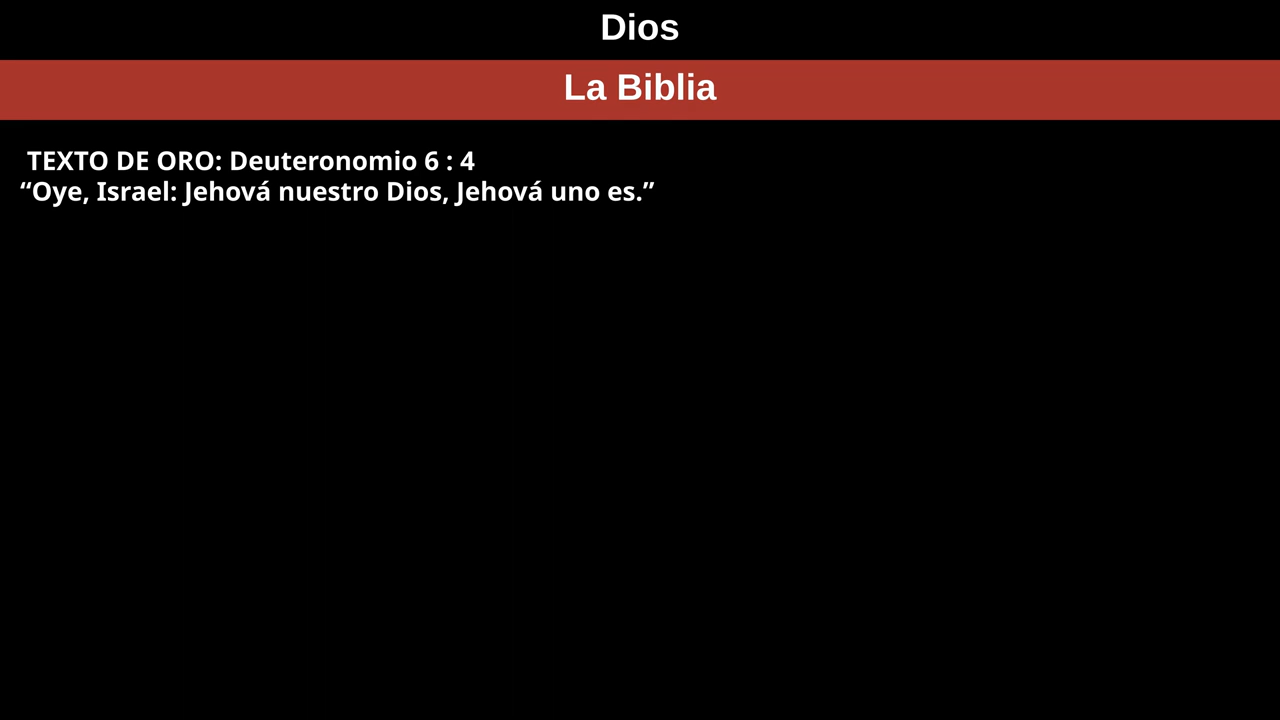 Dios
La Biblia
TEXTO DE ORO: Deuteronomio 6 : 4
“Oye, Israel: Jehová nuestro Dios, Jehová uno es.”